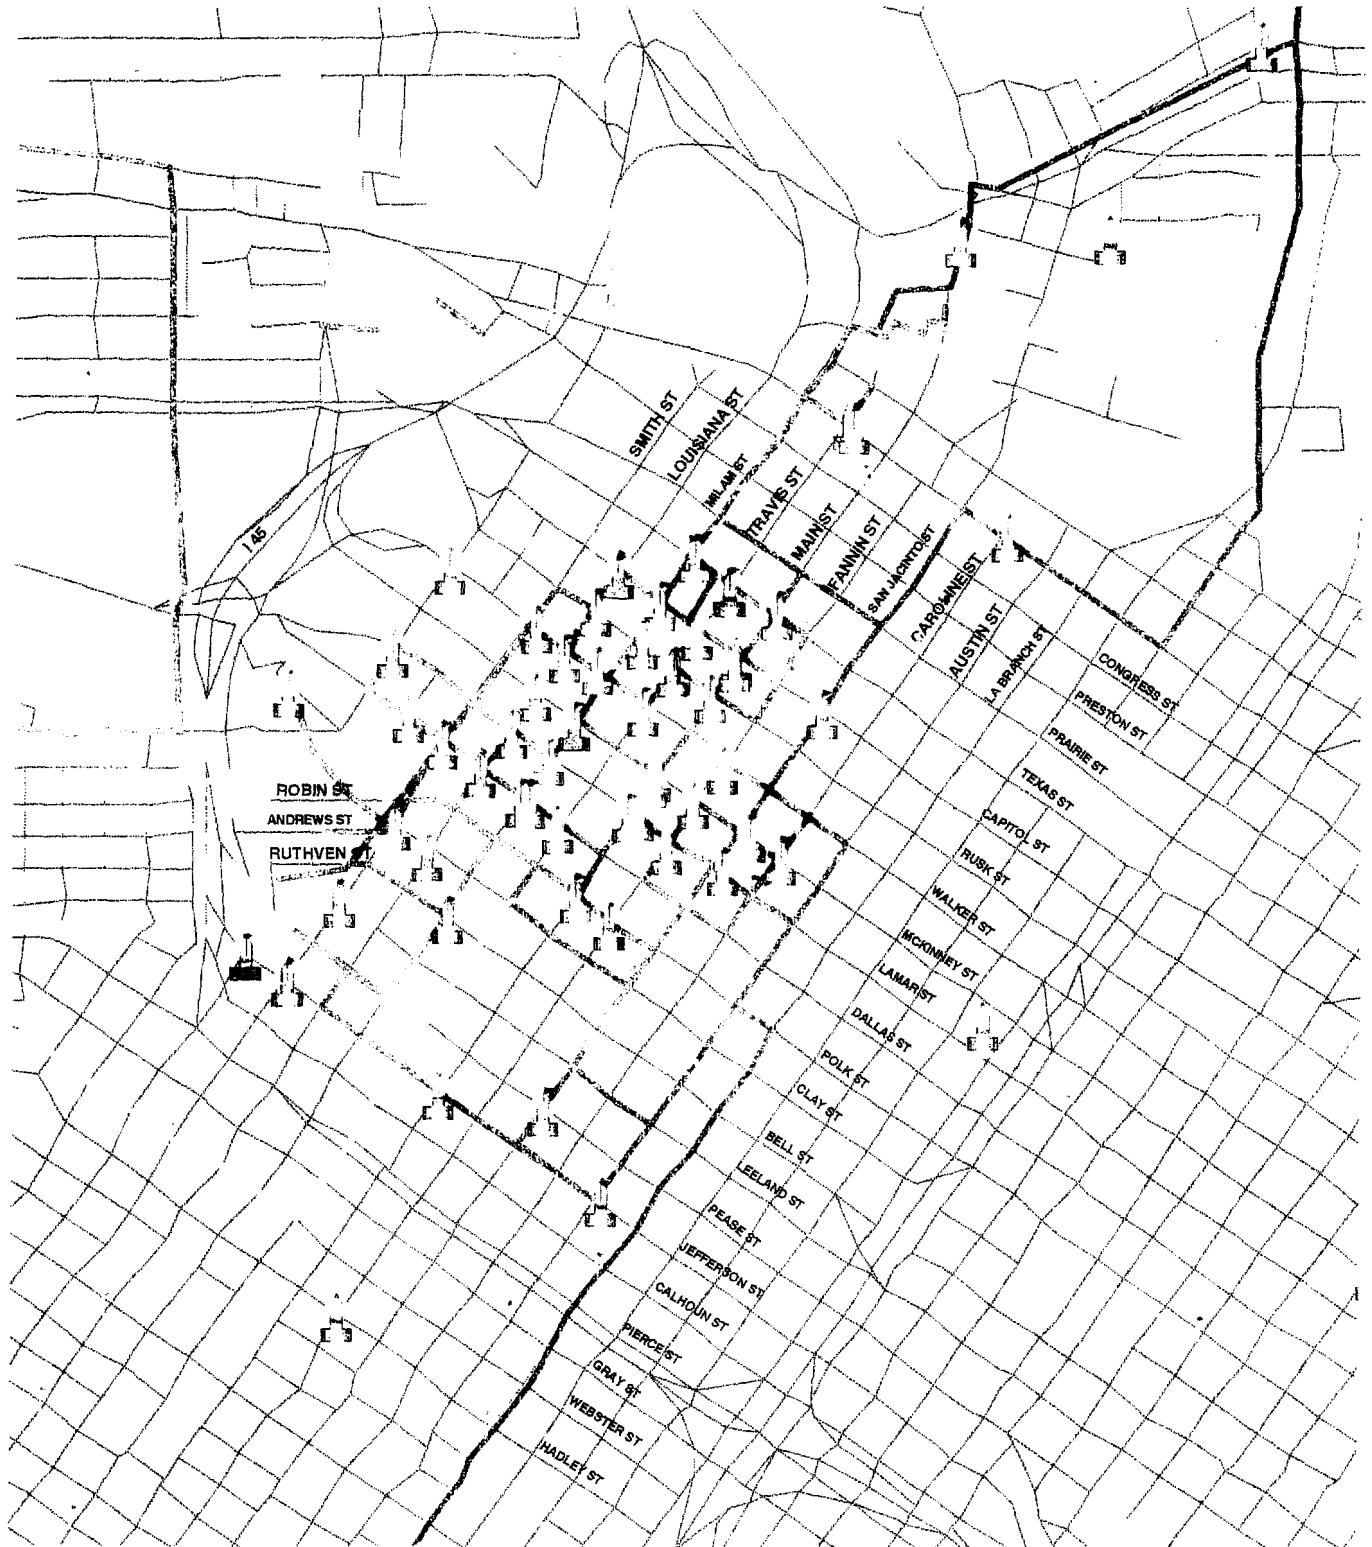 SMITH ST
LOUISIANA ST
MILAM ST
TRAVIS ST
MAIN ST
FANNIN ST
SAN JACINTO ST
CAROLINE ST
AUSTIN ST
LA BRANCH ST
I 45
CONGRESS ST
PRESTON ST
PRAIRIE ST
TEXAS ST
CAPITOL ST
RUSK ST
WALKER ST
MCKINNEY ST
LAMAR ST
DALLAS ST
POLK ST
CLAY ST
BELL ST
LEELAND ST
PEASE ST
JEFFERSON ST
CALHOUN ST
PIERCE ST
GRAY ST
WEBSTER ST
HADLEY ST
ROBIN ST
ANDREWS ST
RUTHVEN ST